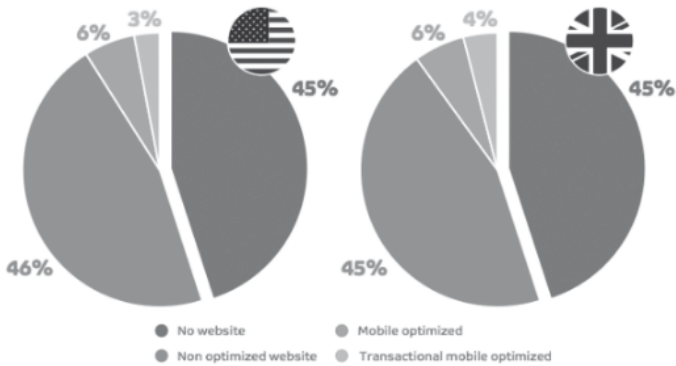 3%
6%
45%
46%
4%
6%
45%
45%
No website
Mobile optimized
Non optimized website
Transactional mobile optimized